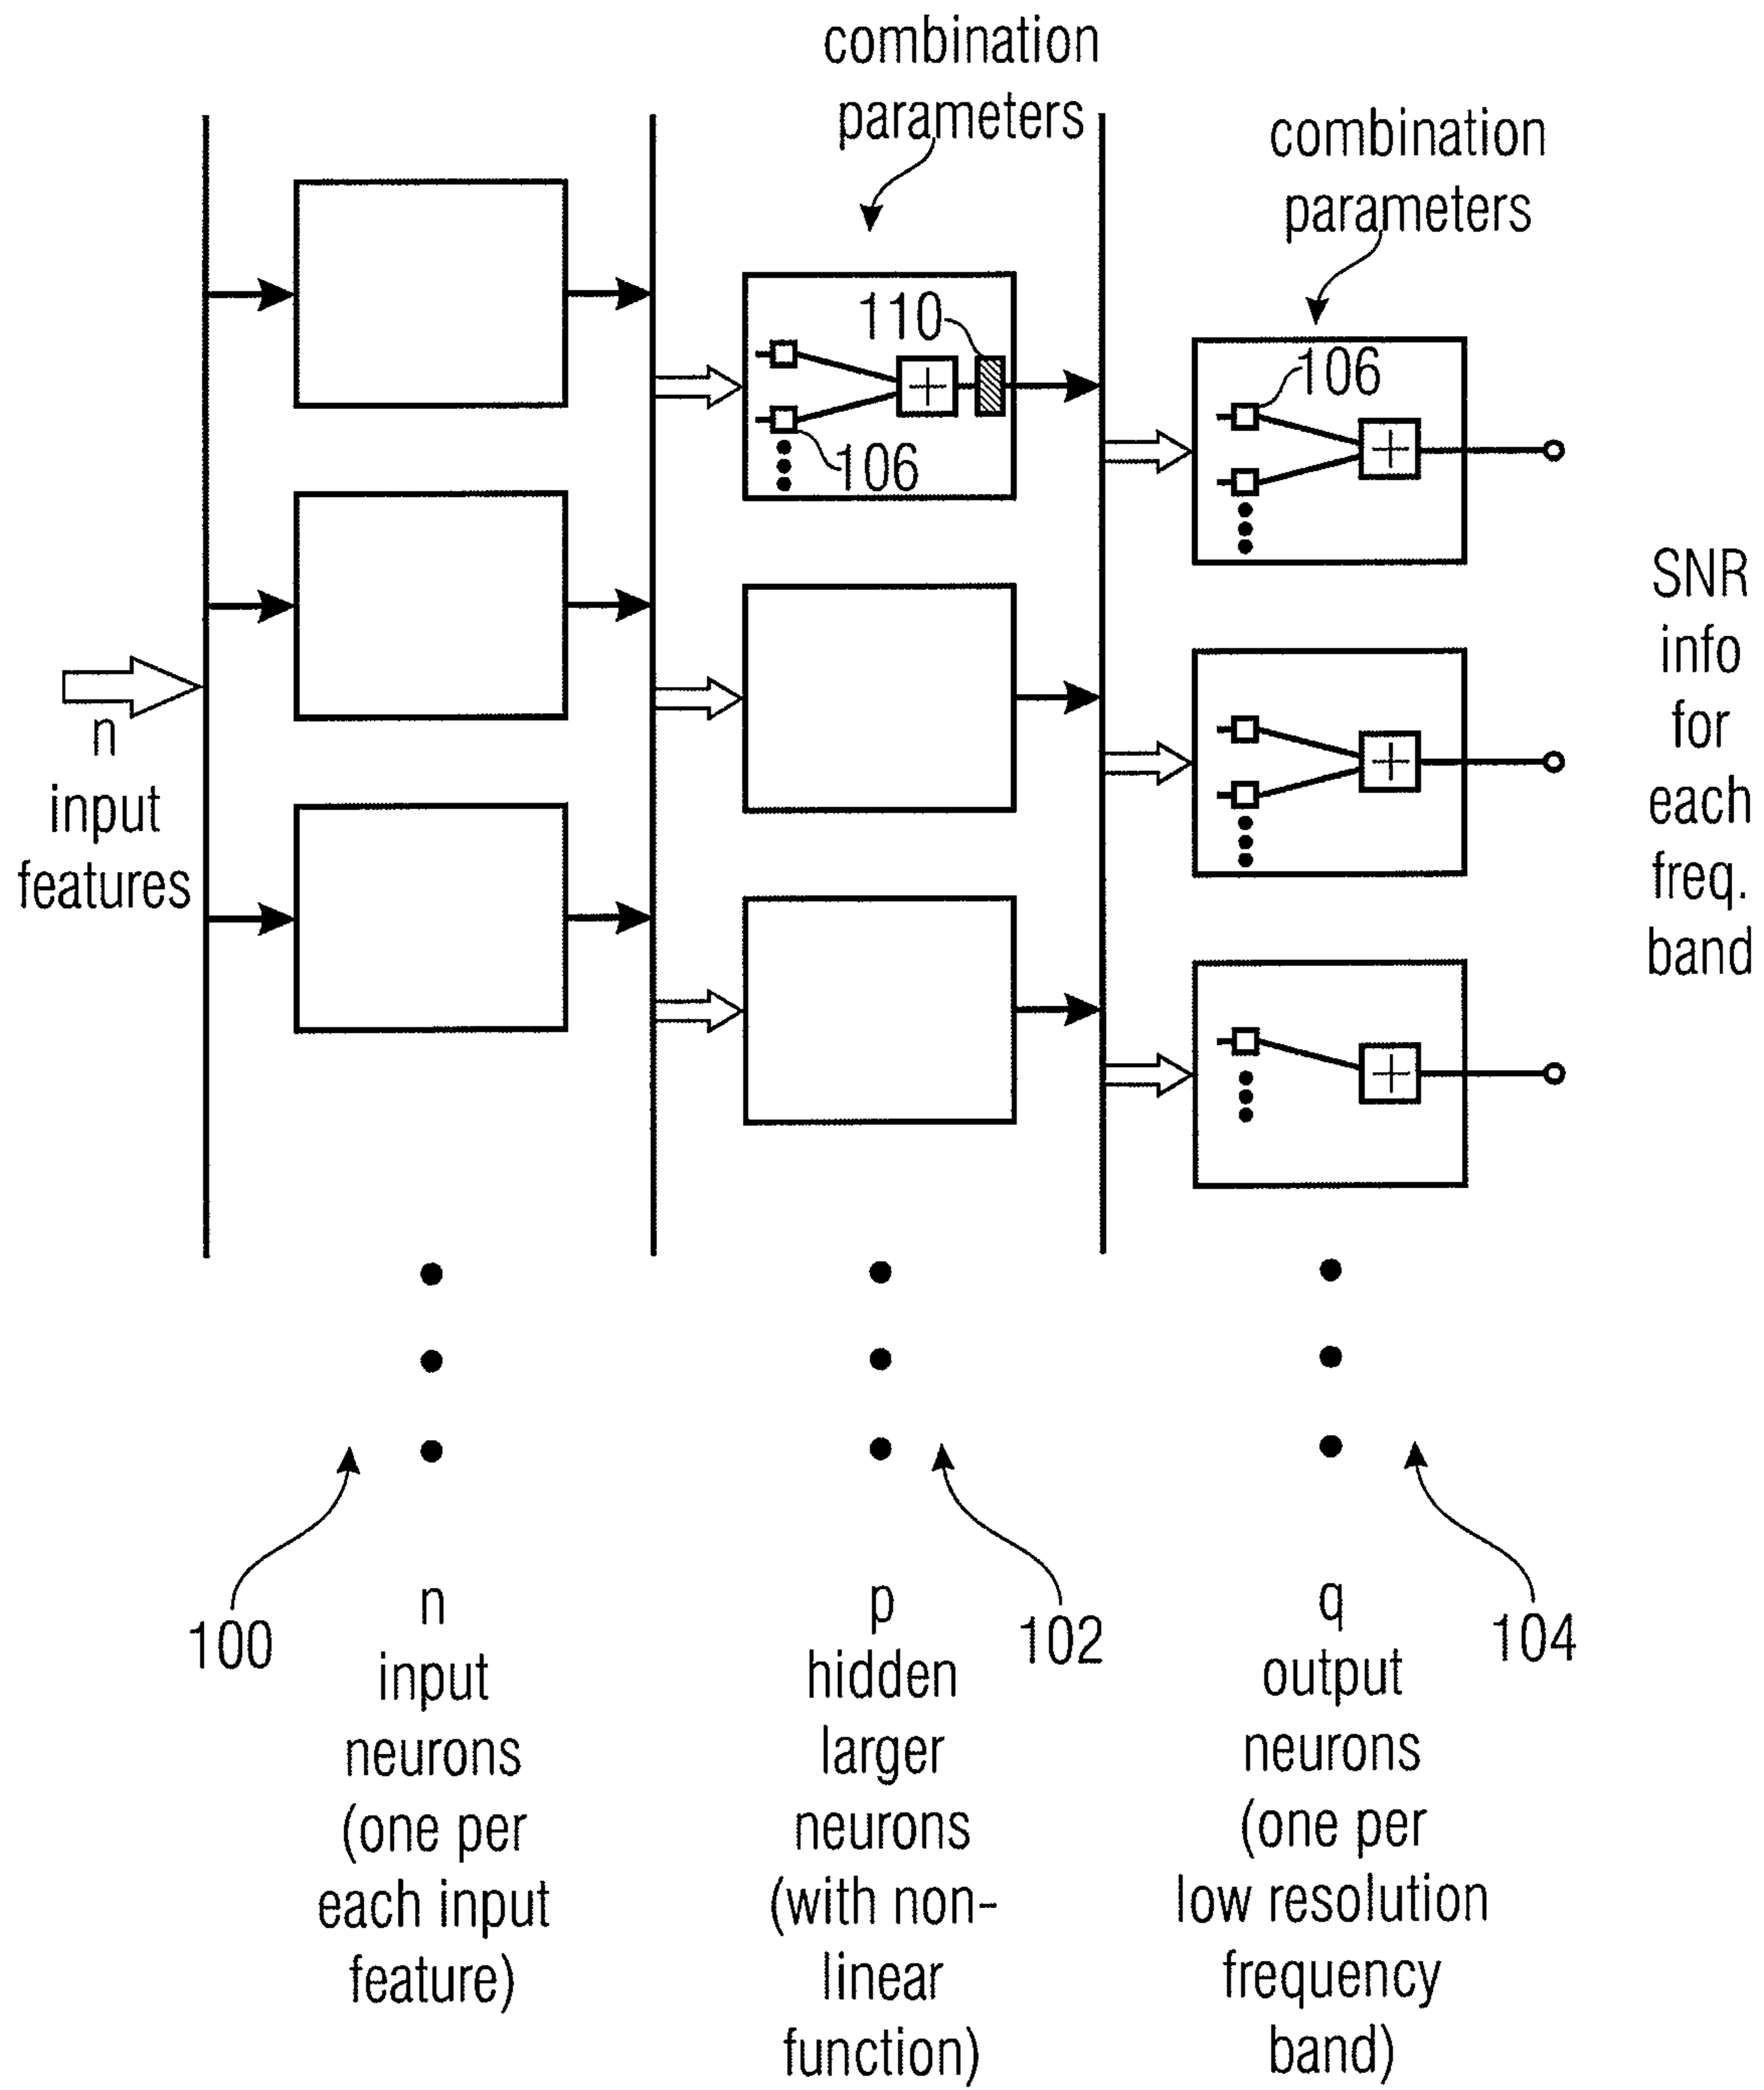 combination
parameters
combination
parameters
110
106
106
n
input
features
SNR
info
for
each
freq.
band
100
n
input
neurons
(one per
each input
feature)
p
hidden
larger
neurons
(with non-
linear
function)
102
q
output
neurons
(one per
low resolution
frequency
band)
104